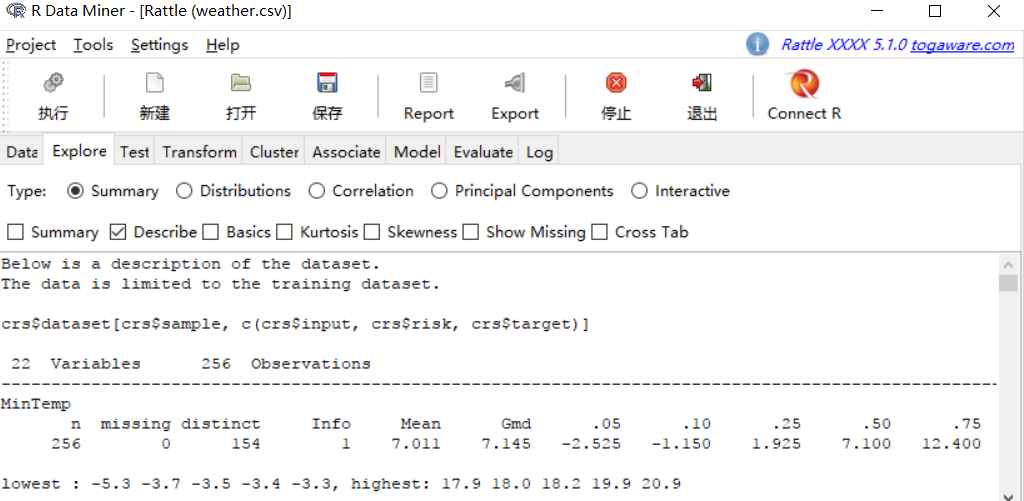 R Data Miner - [Rattle (weather.csv)]
Project Tools Settings Help Rattle XXXX 5.1.0 togaware.com
执行 新建 打开 保存 Report Export 停止 退出 Connect R
Data Explore Test Transform Cluster Associate Model Evaluate Log
Type: Summary Distributions Correlation Principal Components Interactive
Summary Describe Basics Kurtosis Skewness Show Missing Cross Tab
Below is a description of the dataset.
The data is limited to the training dataset.
crs$dataset[crs$sample, c(crs$input, crs$risk, crs$target)]
22 Variables 256 Observations
--------------------------------------------------------------------------------
MinTemp
n missing distinct Info Mean Gmd .05 .10 .25 .50 .75
256 0 154 1 7.011 7.145 -2.525 -1.150 1.925 7.100 12.400
lowest : -5.3 -3.7 -3.5 -3.4 -3.3, highest: 17.9 18.0 18.2 19.9 20.9